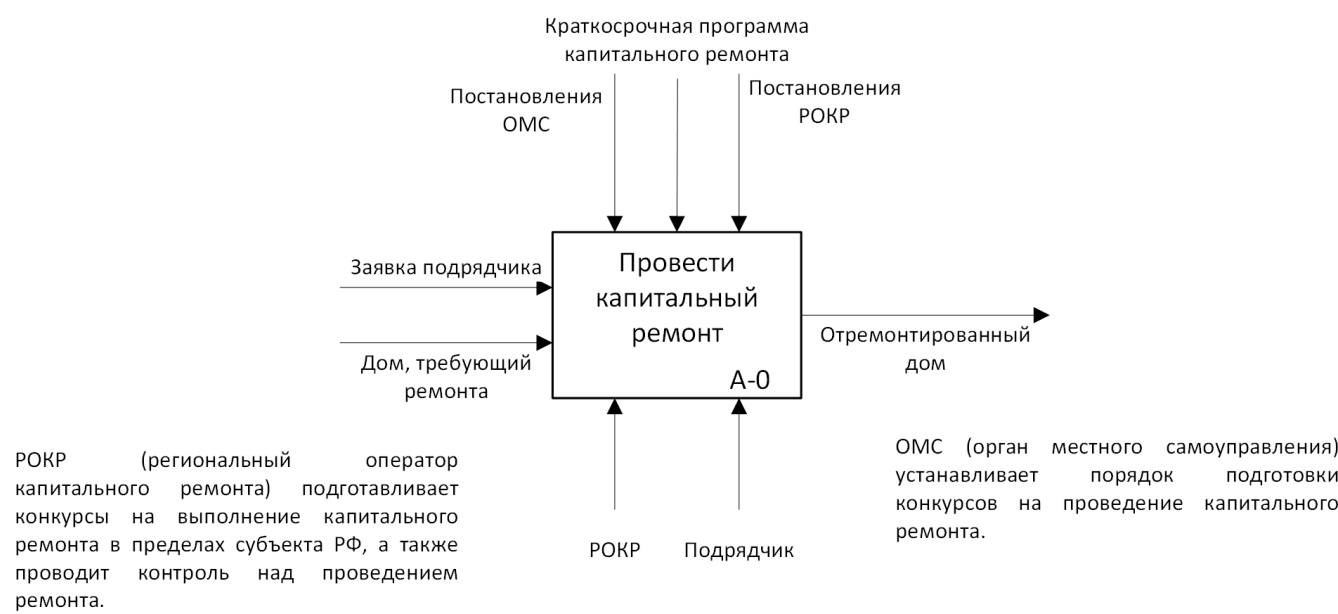 Краткосрочная программа
капитального ремонта
Постановления
ОМС
Постановления
РОКР
Заявка подрядчика
Дом, требующий
ремонта
Провести
капитальный
ремонт
А-0
Отремонтированный
дом
РОКР (региональный оператор
капитального ремонта) подготавливает
конкурсы на выполнение капитального
ремонта в пределах субъекта РФ, а также
проводит контроль над проведением
ремонта.
РОКР
Подрядчик
ОМС (орган местного самоуправления)
устанавливает порядок подготовки
конкурсов на проведение капитального
ремонта.